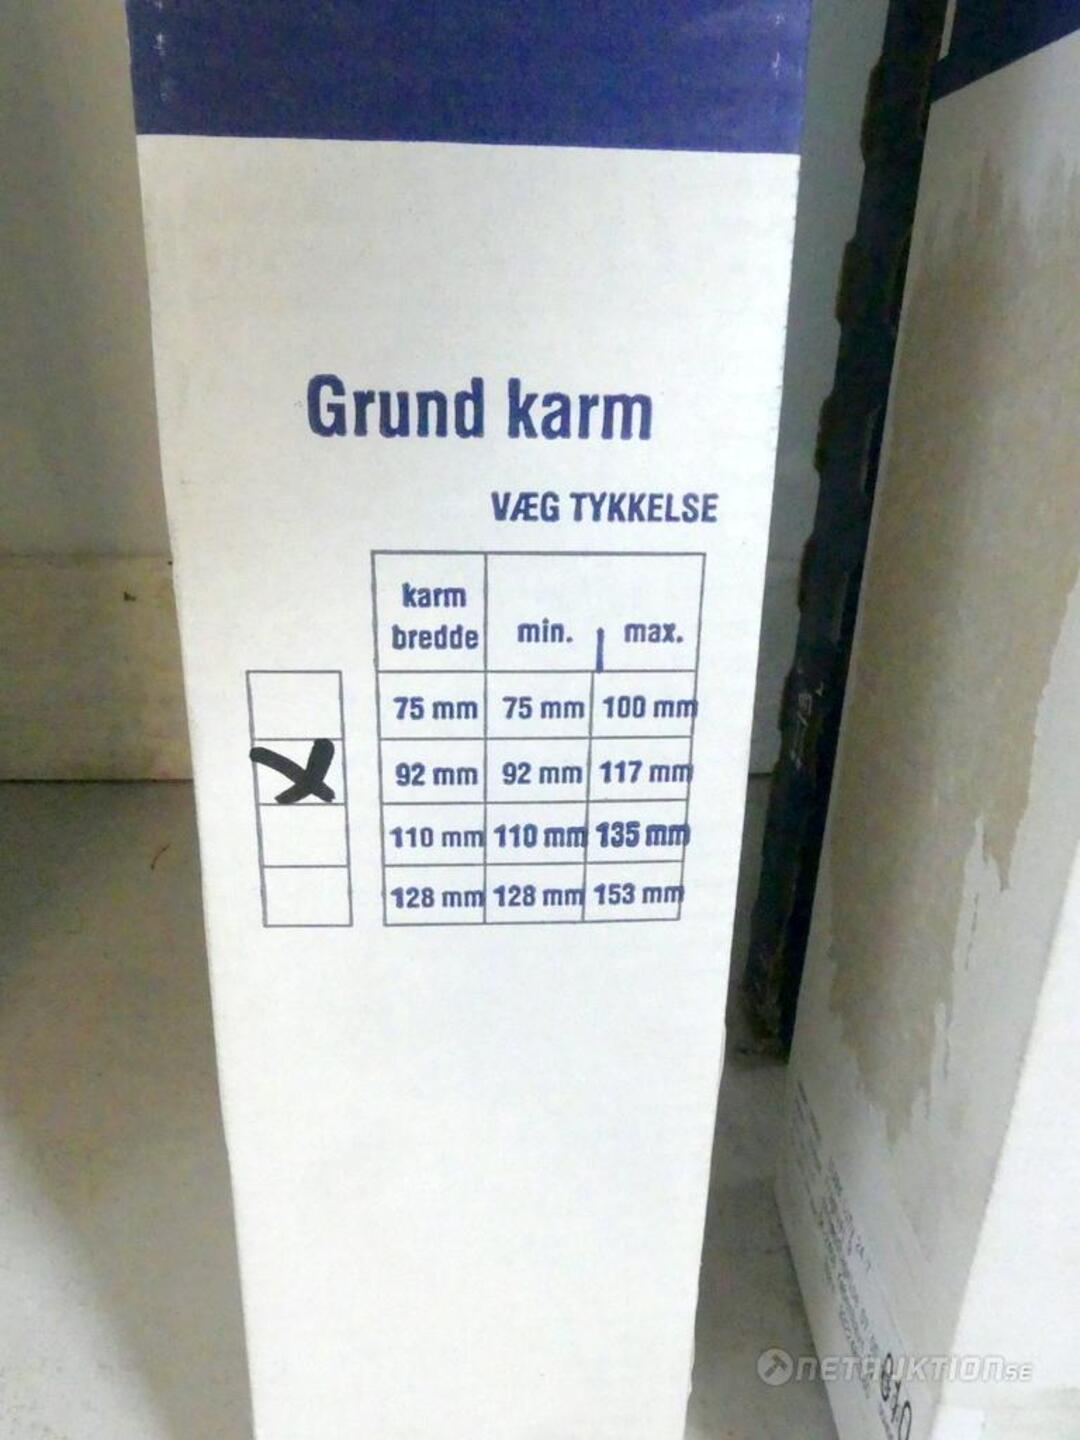 Grund karm
VÆG TYKKELSE
karm
bredde min. max.
75 mm 75 mm 100 mm
92 mm 92 mm 117 mm
110 mm 110 mm 135 mm
128 mm 128 mm 153 mm
NETAUKTION.SE